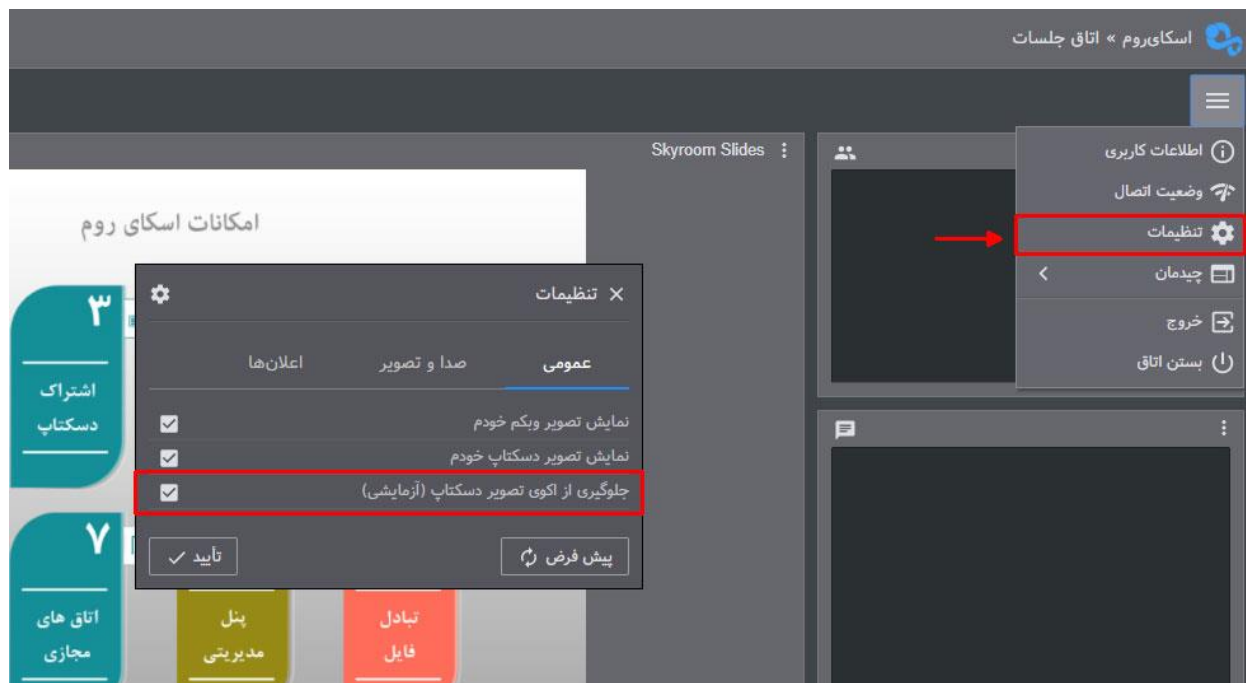 اسکای‌روم » اتاق جلسات
اطلاعات کاربری
وضعیت اتصال
تنظیمات
چیدمان
خروج
بستن اتاق
Skyroom Slides
امکانات اسکای روم
۳
اشتراک
دسکتاپ
تنظیمات
عمومی
صدا و تصویر
اعلان‌ها
نمایش تصویر وبکم خودم
نمایش تصویر دسکتاپ خودم
جلوگیری از اکوی تصویر دسکتاپ (آزمایشی)
پیش فرض
تأیید
۷
تبادل
فایل
پنل
مدیریتی
اتاق های
مجازی